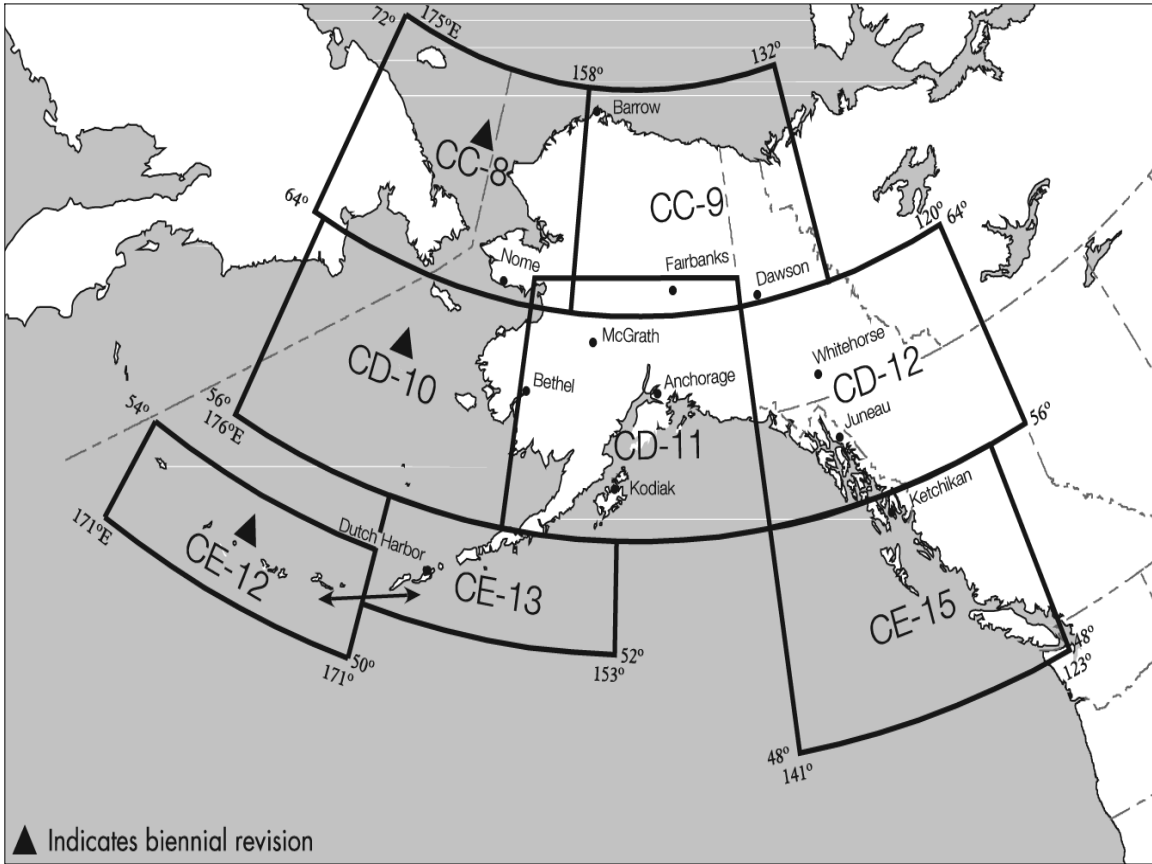 72º
175ºE
132º
158º
Barrow
CC-8
CC-9
64º
120º
64º
Nome
Fairbanks
Dawson
McGrath
Whitehorse
CD-10
CD-12
Bethel
Anchorage
56º
176ºE
54º
Juneau
56º
CD-11
Kodiak
Ketchikan
171ºE
Dutch Harbor
CE-12
CE-13
CE-15
50º
171º
52º
153º
48º
123º
48º
141º
Indicates biennial revision